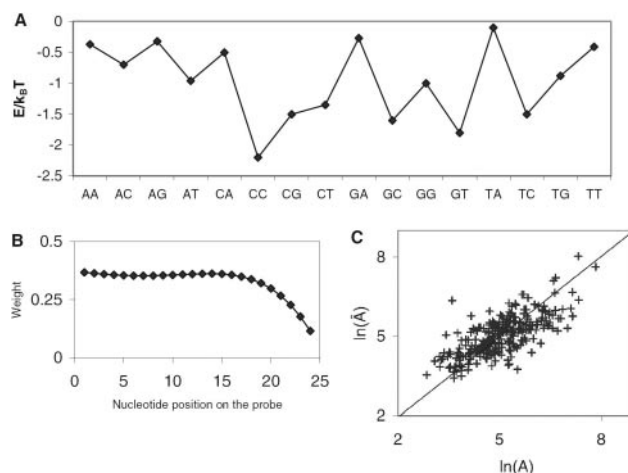 A
0
-0.5
-1
-1.5
-2
-2.5
E/kBT
AA AC AG AT CA CC CG CT GA GC GG GT TA TC TG TT
B
0.5
0.25
0
Weight
0 5 10 15 20 25
Nucleotide position on the probe
C
8
5
2
ln(Â)
2 5 8
ln(A)